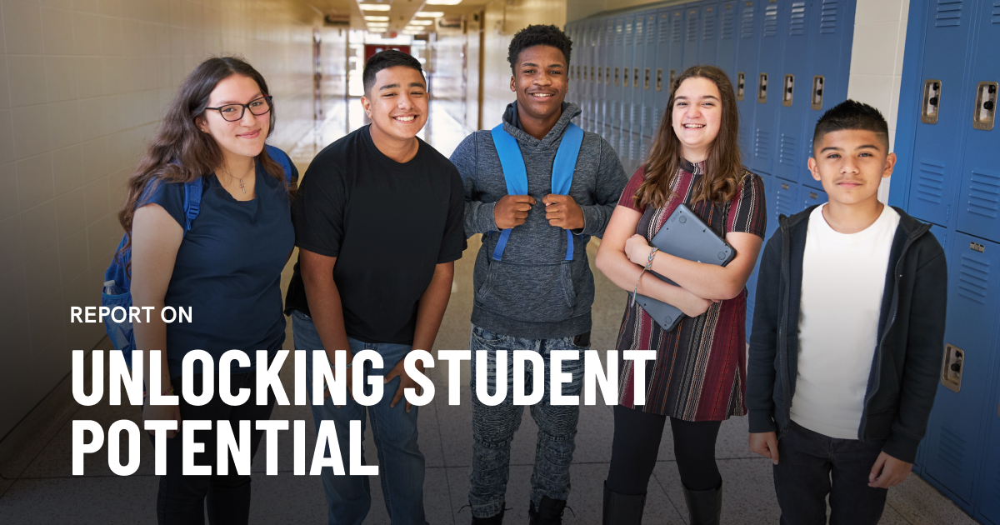 REPORT ON
UNLOCKING STUDENT
POTENTIAL